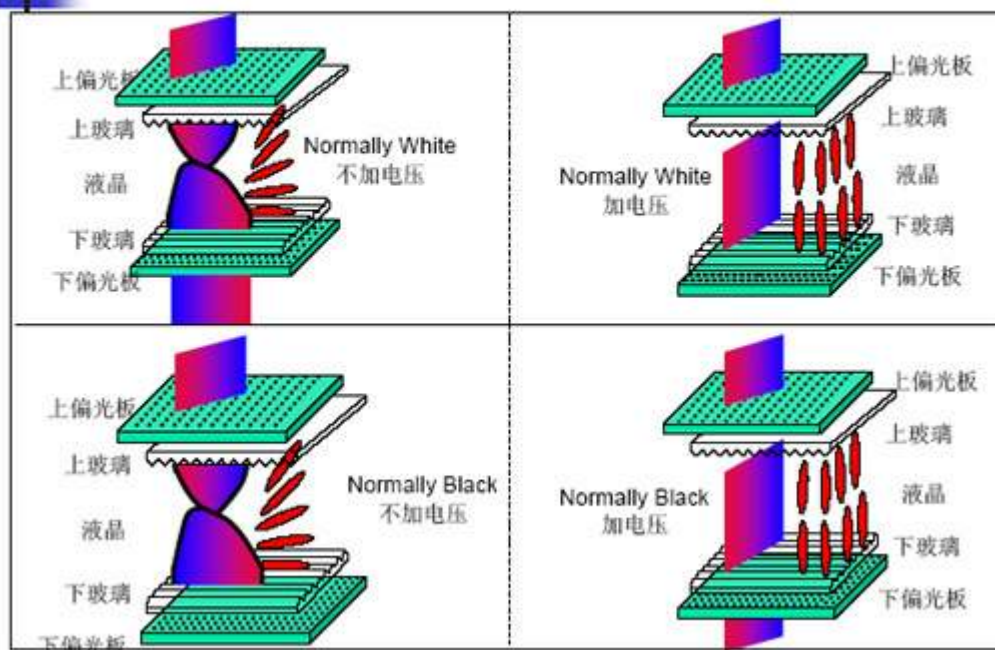 上偏光板
上玻璃
液晶
下玻璃
下偏光板
Normally White
不加电压
Normally White
加电压
上偏光板
上玻璃
液晶
下玻璃
下偏光板
上偏光板
上玻璃
液晶
下玻璃
下偏光板
Normally Black
不加电压
Normally Black
加电压
上偏光板
上玻璃
液晶
下玻璃
下偏光板